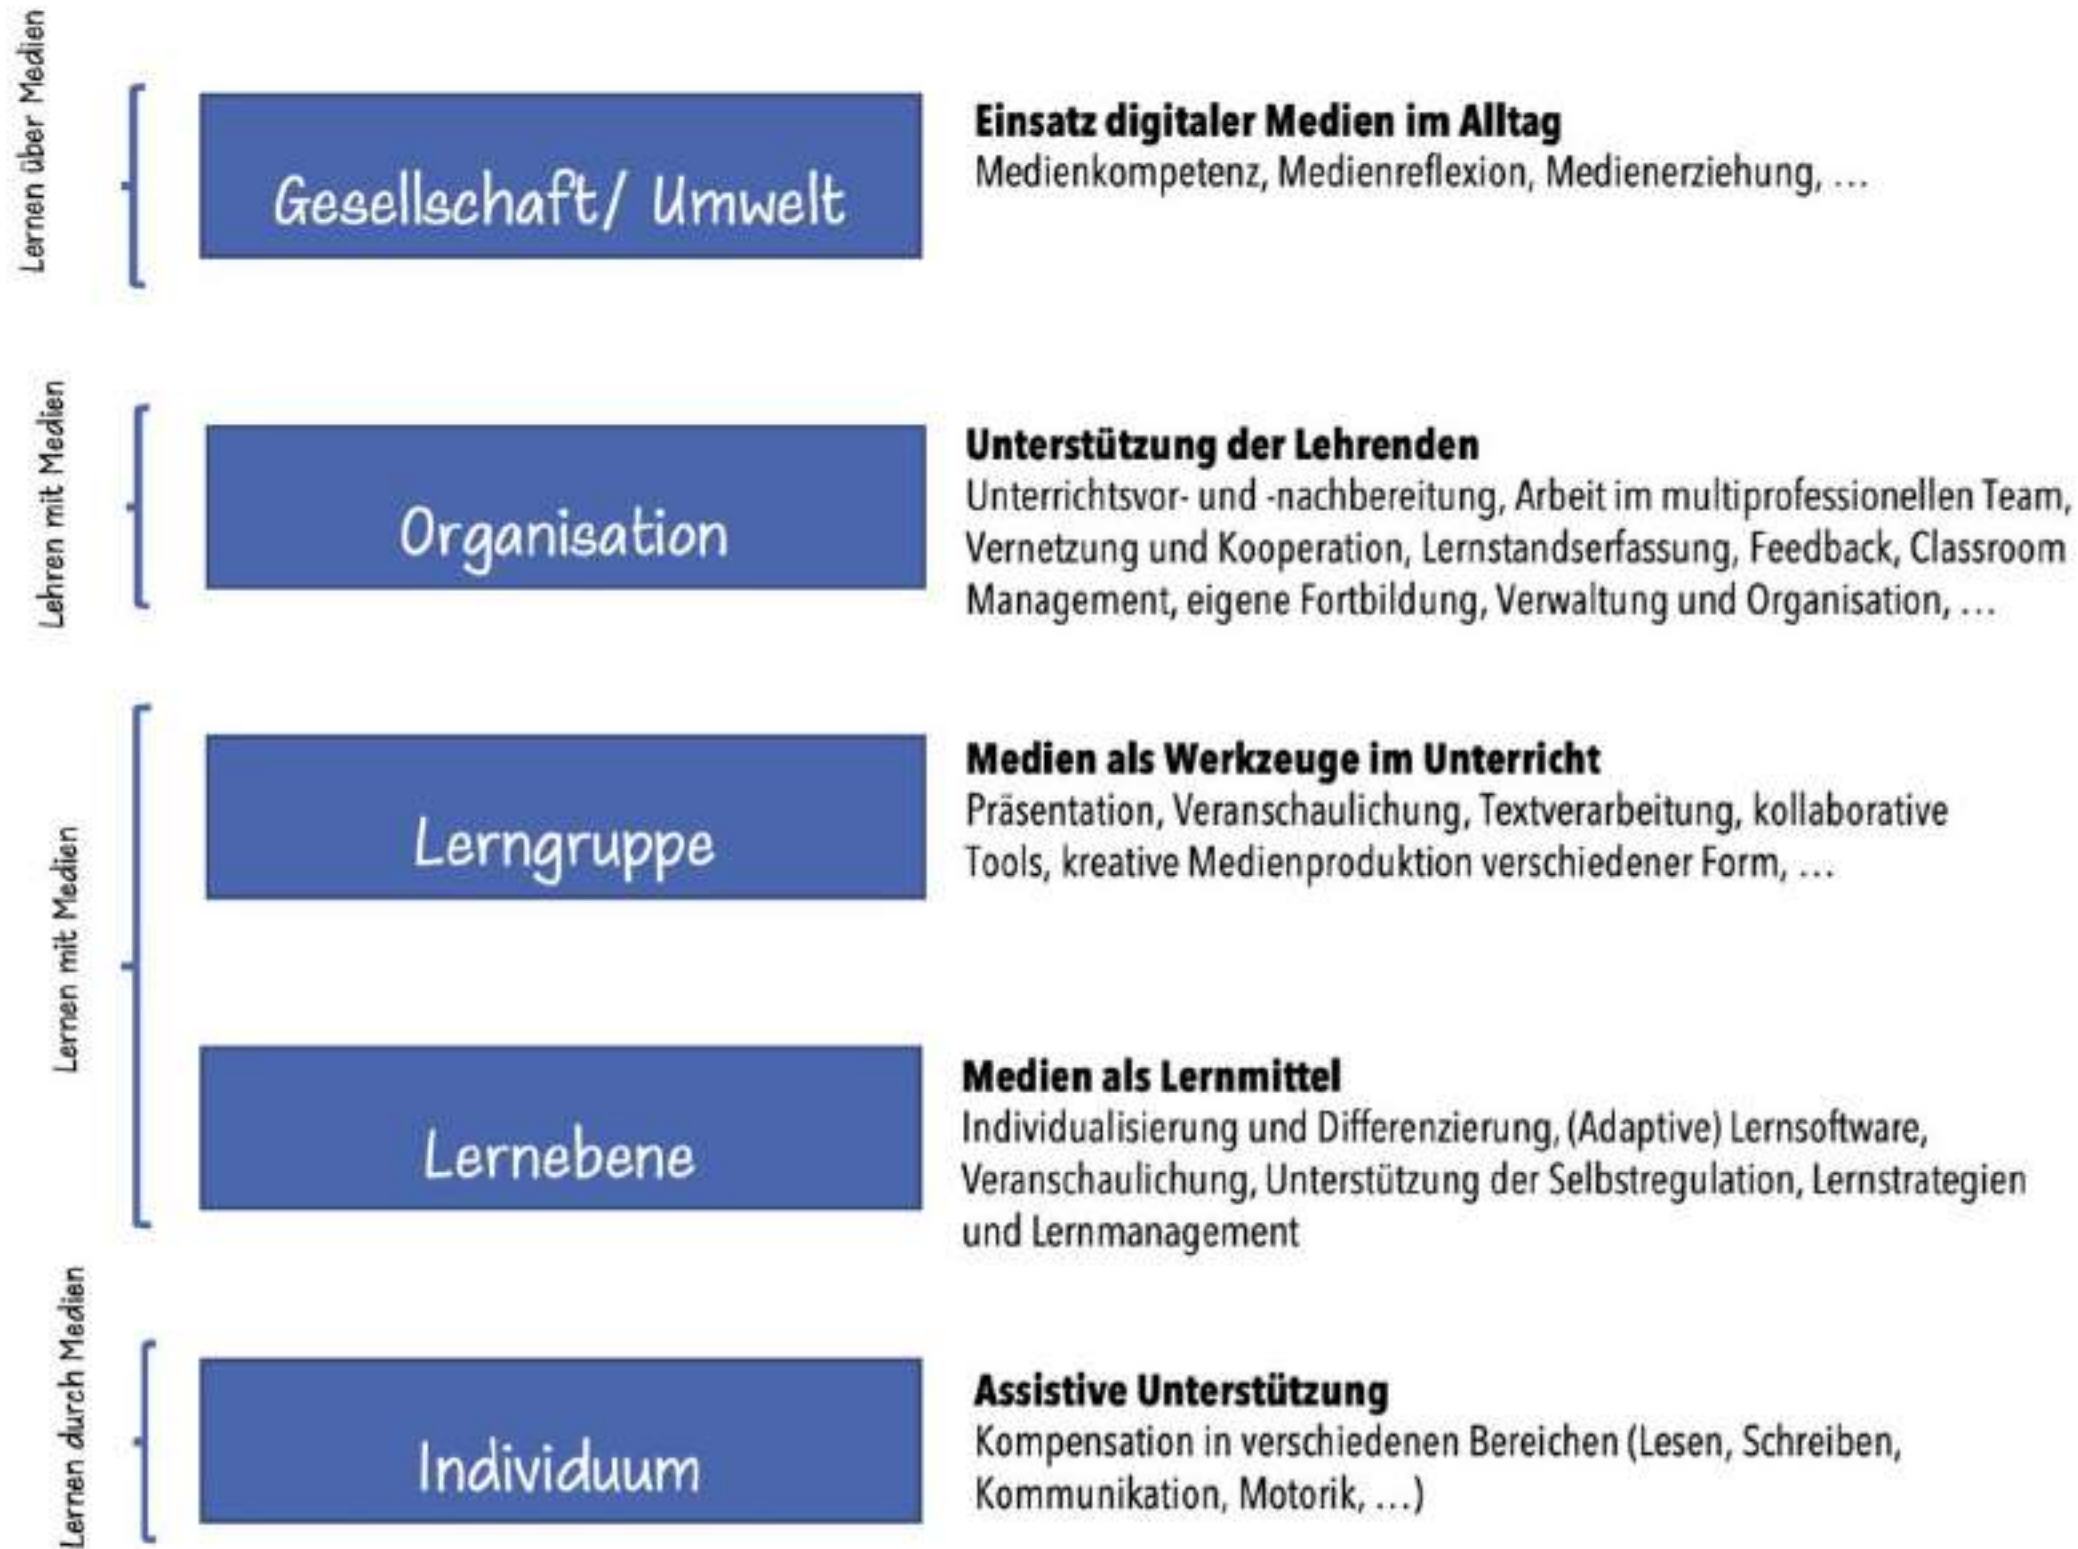 Lernen über Medien
Gesellschaft/ Umwelt
Einsatz digitaler Medien im Alltag
Medienkompetenz, Medienreflexion, Medienerziehung, ...
Lehren mit Medien
Organisation
Unterstützung der Lehrenden
Unterrichtsvor- und -nachbereitung, Arbeit im multiprofessionellen Team,
Vernetzung und Kooperation, Lernstandserfassung, Feedback, Classroom
Management, eigene Fortbildung, Verwaltung und Organisation, ...
Lernen mit Medien
Lerngruppe
Medien als Werkzeuge im Unterricht
Präsentation, Veranschaulichung, Textverarbeitung, kollaborative
Tools, kreative Medienproduktion verschiedener Form, ...
Lernebene
Medien als Lernmittel
Individualisierung und Differenzierung, (Adaptive) Lernsoftware,
Veranschaulichung, Unterstützung der Selbstregulation, Lernstrategien
und Lernmanagement
Lernen durch Medien
Individuum
Assistive Unterstützung
Kompensation in verschiedenen Bereichen (Lesen, Schreiben,
Kommunikation, Motorik, ...)